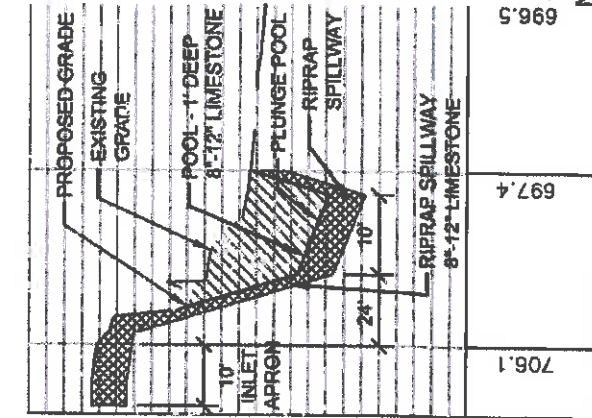 PROPOSED GRADE
EXISTING
GRADE
POOL - 1' DEEP
8"-12" LIMESTONE
PLUNGE POOL
RIPRAP
SPILLWAY
10'
INLET
APRON
24'
10'
RIPRAP SPILLWAY
8"-12" LIMESTONE
706.1
697.4
696.5